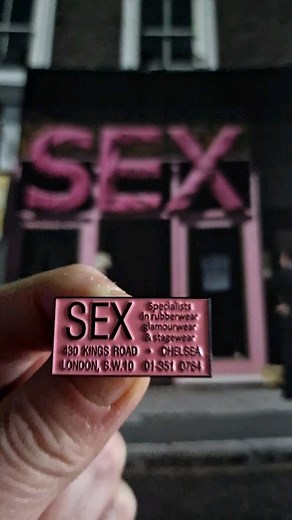 SEX
SEX
Specialists
in rubberwear
glamourwear
& stagewear
430 KINGS ROAD - CHELSEA
LONDON, S.W.10 01-351 0764